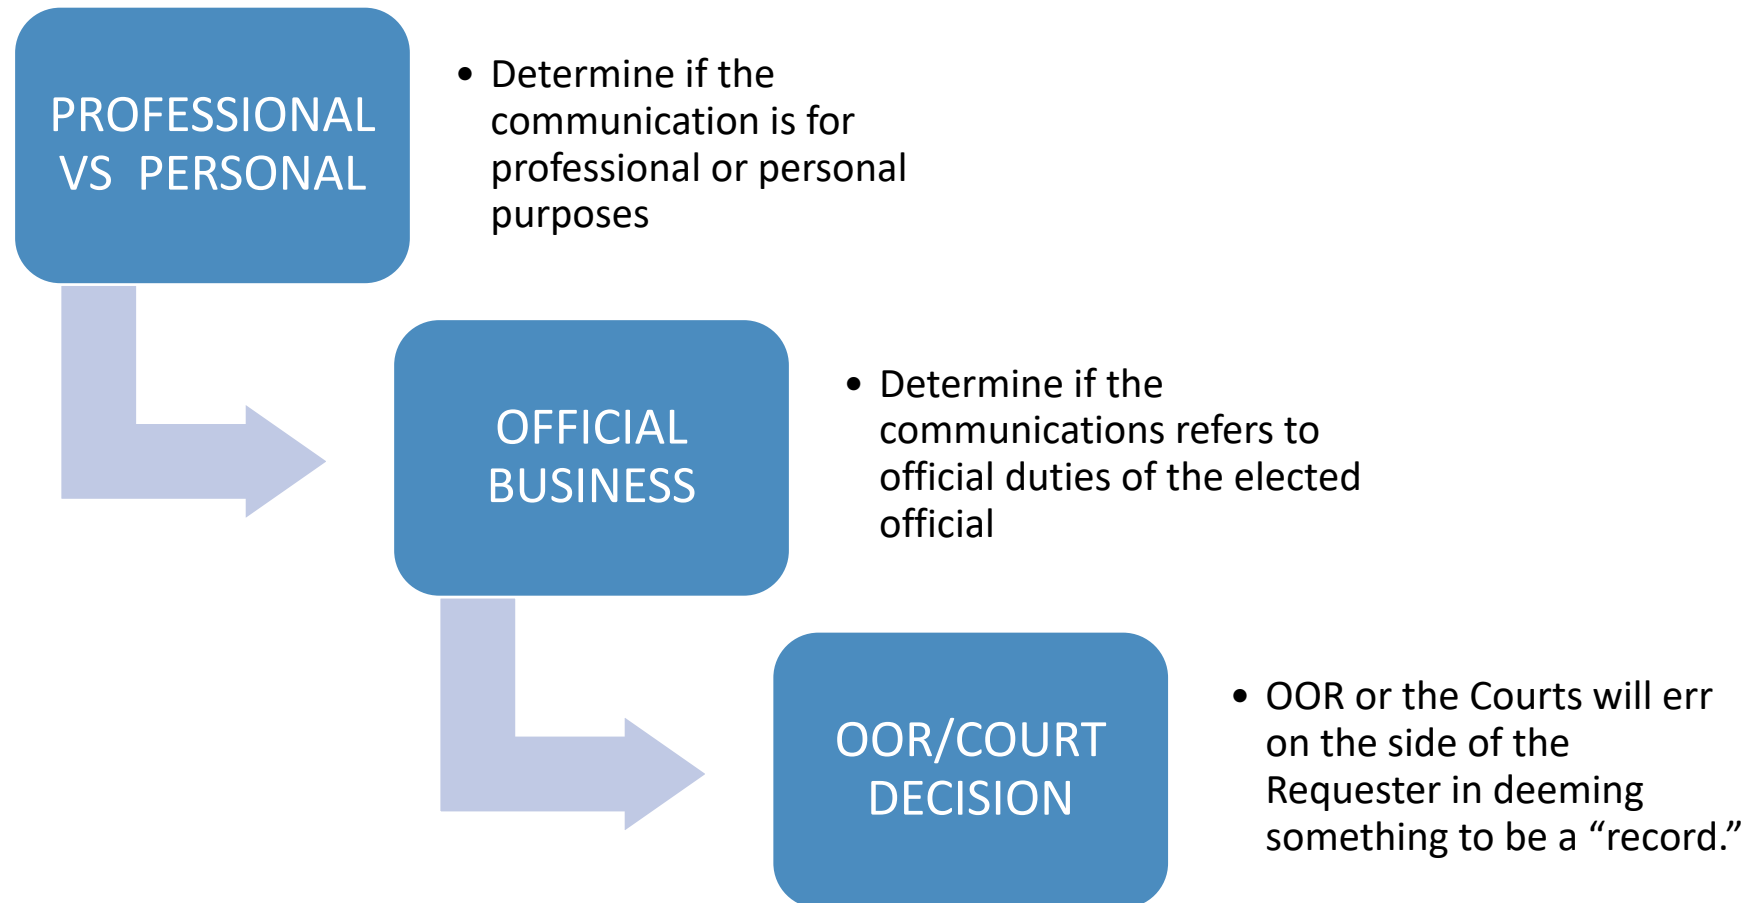 PROFESSIONAL
VS  PERSONAL
• Determine if the
communication is for
professional or personal
purposes
OFFICIAL
BUSINESS
• Determine if the
communications refers to
official duties of the elected
official
OOR/COURT
DECISION
• OOR or the Courts will err
on the side of the
Requester in deeming
something to be a “record.”